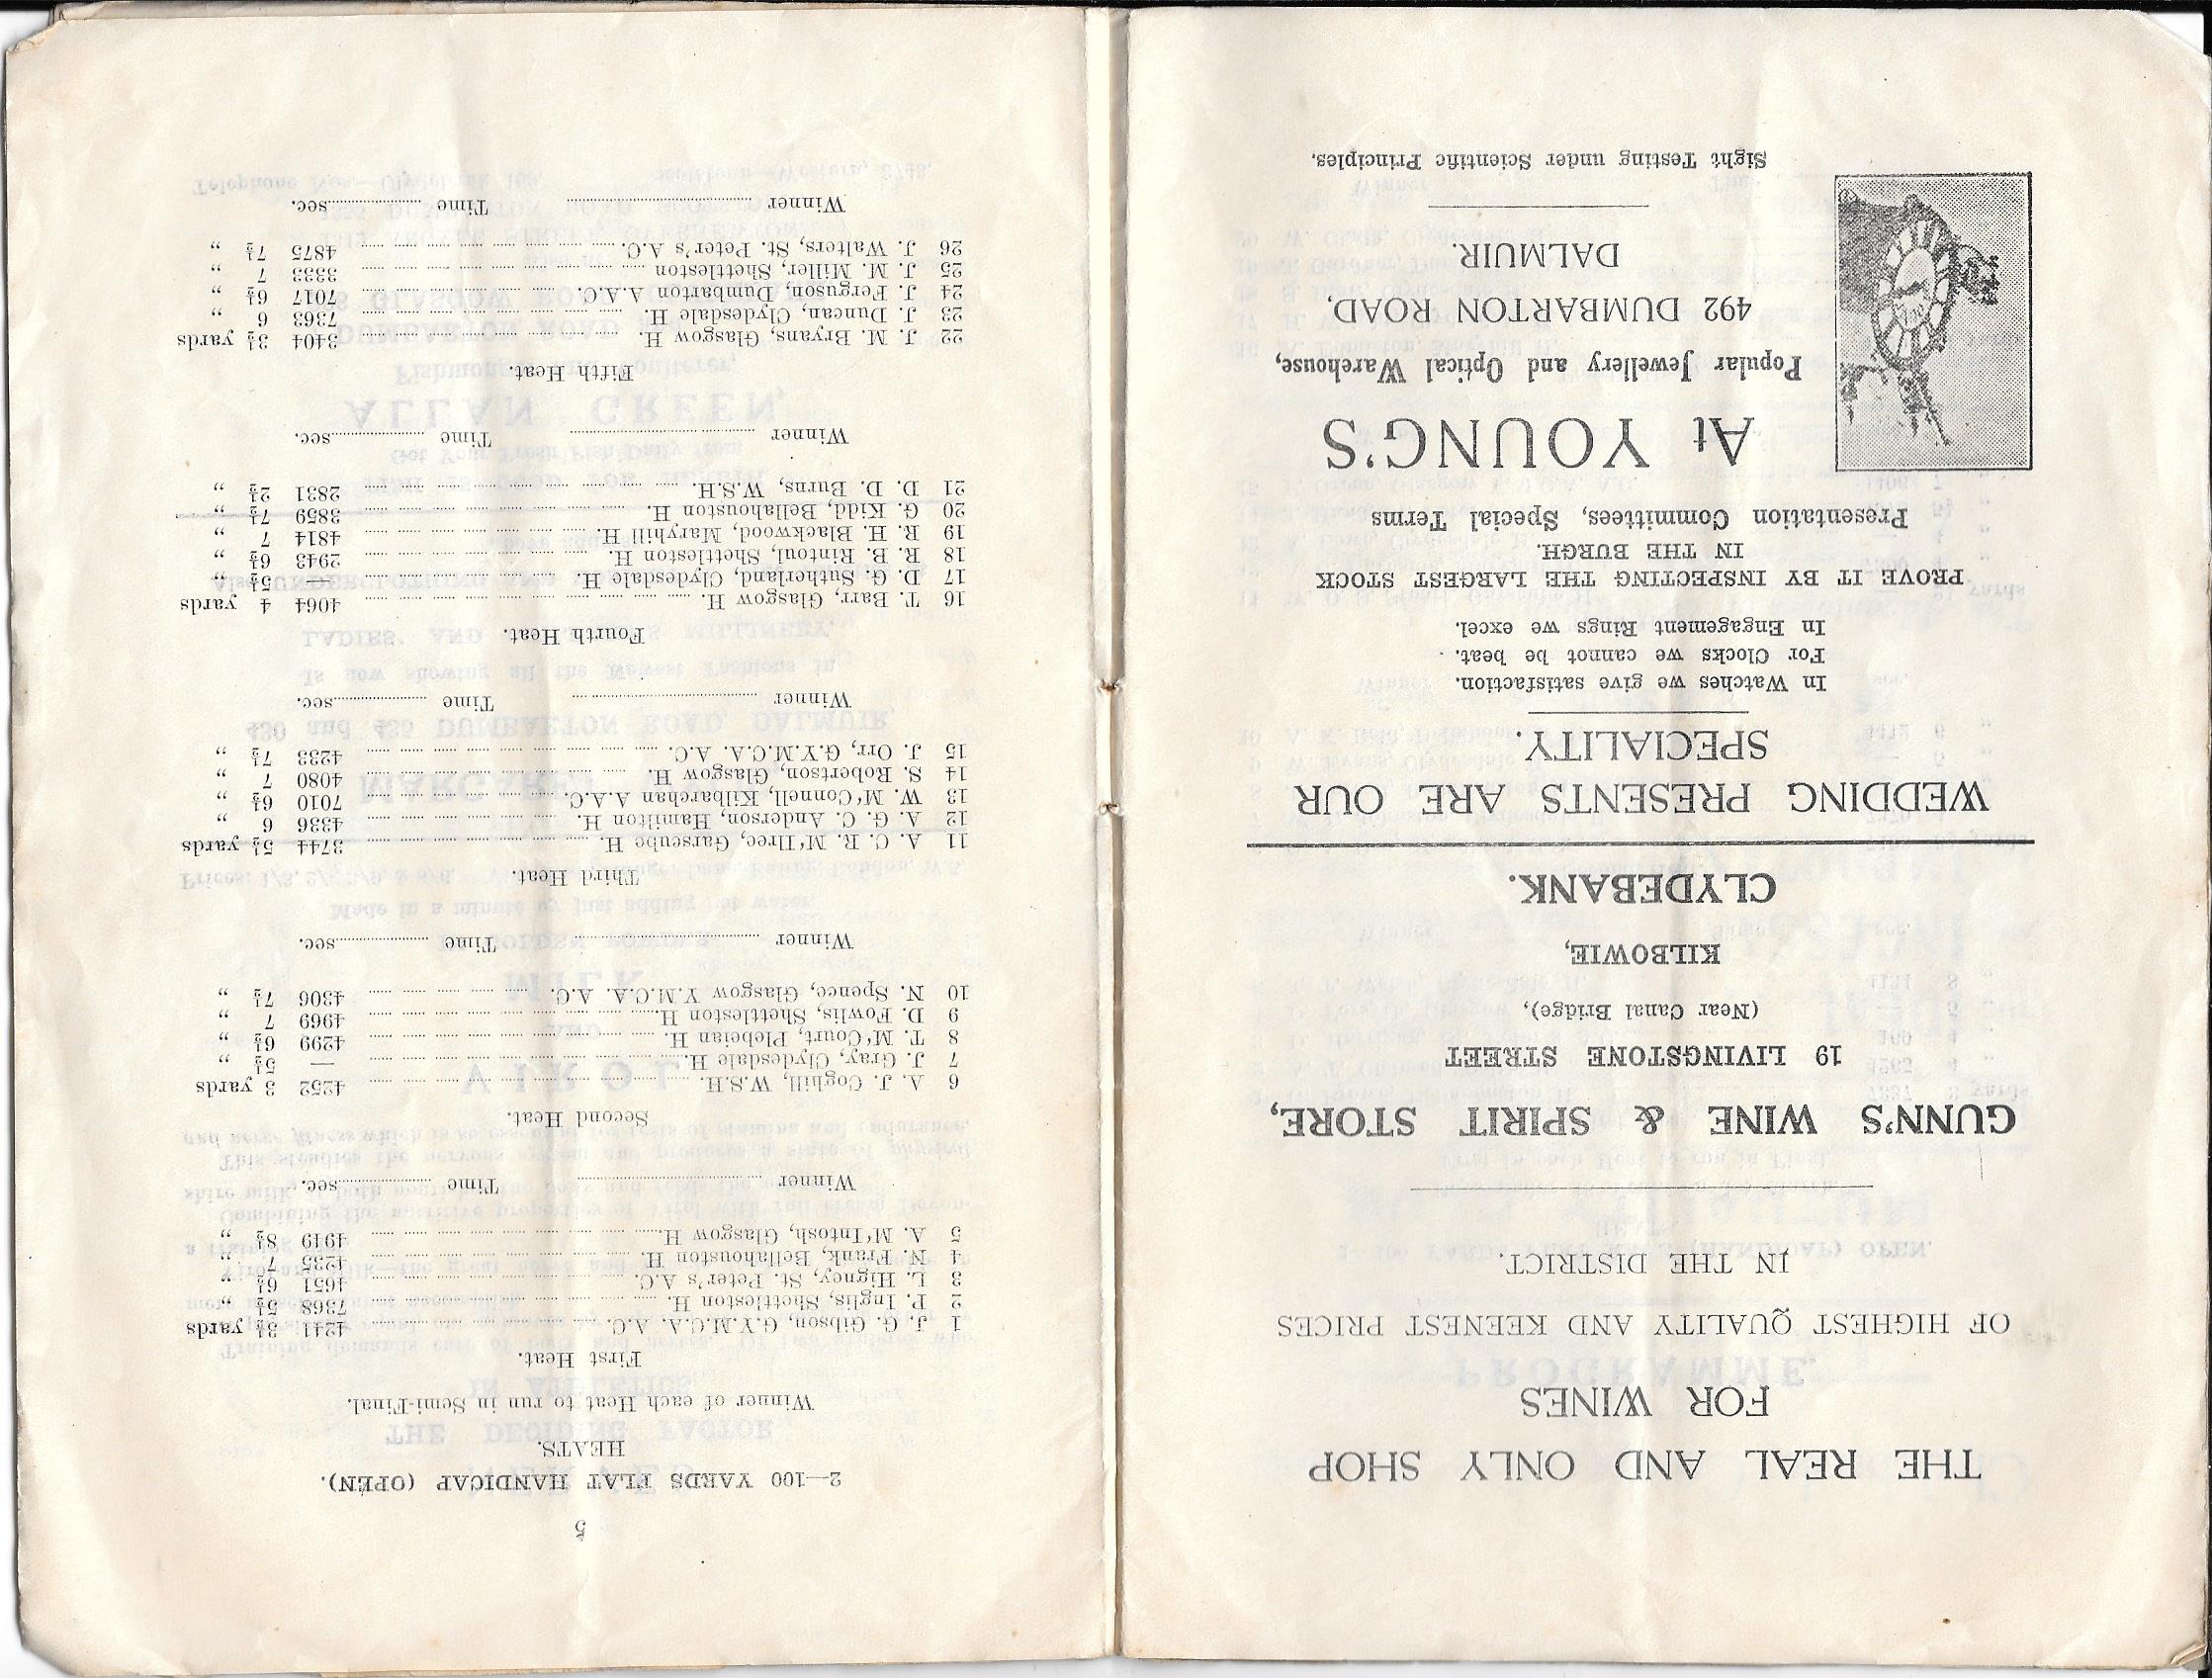 THE REAL AND ONLY SHOP
FOR WINES
OF HIGHEST QUALITY AND KEENEST PRICES
IN THE DISTRICT.
GUNN'S WINE & SPIRIT STORE,
19 LIVINGSTONE STREET
(Near Canal Bridge),
KILBOWIE,
CLYDEBANK.
WEDDING PRESENTS ARE OUR
SPECIALITY.
In Watches we give satisfaction.
For Clocks we cannot be beat.
In Engagement Rings we excel.
PROVE IT BY INSPECTING THE LARGEST STOCK
IN THE BURGH.
Presentation Committees, Special Terms
At YOUNG'S
Popular Jewellery and Optical Warehouse,
492 DUMBARTON ROAD,
DALMUIR.
Sight Testing under Scientific Principles.
5
2—100 YARDS FLAT HANDICAP (OPEN).
HEATS.
Winner of each Heat to run in Semi-Final.
First Heat.
1 J. G. Gibson, G.Y.M.C.A. A.C. 4241 3½ yards
2 P. Inglis, Shettleston H. 7368 5½ „
3 L. Higney, St. Peter's A.C. 4651 6½ „
4 N. Frank, Bellahouston H. 4235 7 „
5 A. M'Intosh, Glasgow H. 4949 8½ „
Winner Time sec.
Second Heat.
6 A. J. Coghill, W.S.H. 4252 3 yards
7 J. Gray, Clydesdale H. — 5½ „
8 T. M'Court, Plebeian H. 4299 6½ „
9 D. Fowlis, Shettleston H. 4969 7 „
10 N. Spence, Glasgow Y.M.C.A. A.C. 4306 7½ „
Winner Time sec.
Third Heat.
11 A. C. R. M'Ilree, Garscube H. 3744 5½ yards
12 A. G. C. Anderson, Hamilton H. 4336 6 „
13 W. M'Connell, Kilbarchan A.A.C. 7010 6½ „
14 S. Robertson, Glasgow H. 4080 7 „
15 J. Orr, G.Y.M.C.A. A.C. 4233 7½ „
Winner Time sec.
Fourth Heat.
16 T. Barr, Glasgow H. 4064 4 yards
17 D. G. Sutherland, Clydesdale H. — 5½ „
18 R. B. Rintoul, Shettleston H. 2943 6½ „
19 R. H. Blackwood, Maryhill H. 4814 7 „
20 G. Kidd, Bellahouston H. 3859 7½ „
21 D. D. Burns, W.S.H. 2831 2½ „
Winner Time sec.
Fifth Heat.
22 J. M. Bryans, Glasgow H. 3404 3½ yards
23 J. Duncan, Clydesdale H. 7363 6 „
24 J. Ferguson, Dumbarton A.A.C. 7017 6½ „
25 J. M. Miller, Shettleston 3333 7 „
26 J. Walters, St. Peter's A.C. 4875 7½ „
Winner Time sec.